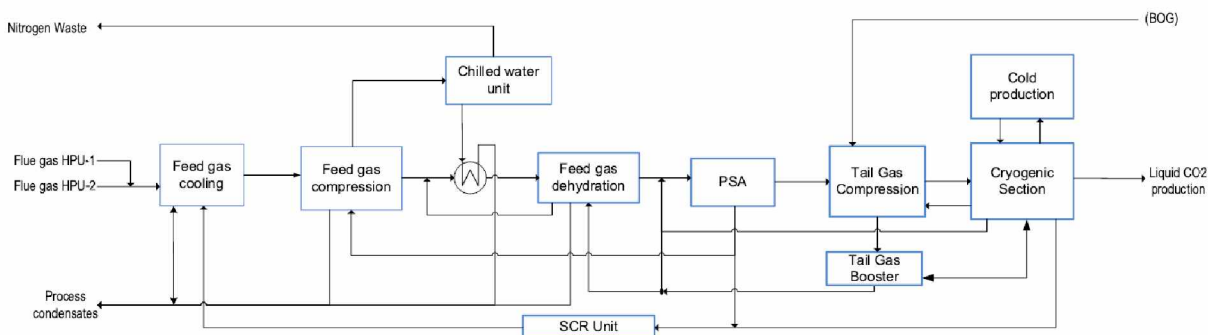 Nitrogen Waste
(BOG)
Chilled water
unit
Cold
production
Flue gas HPU-1
Flue gas HPU-2
Feed gas
cooling
Feed gas
compression
Feed gas
dehydration
PSA
Tail Gas
Compression
Cryogenic
Section
Liquid CO2
production
Tail Gas
Booster
Process
condensates
SCR Unit